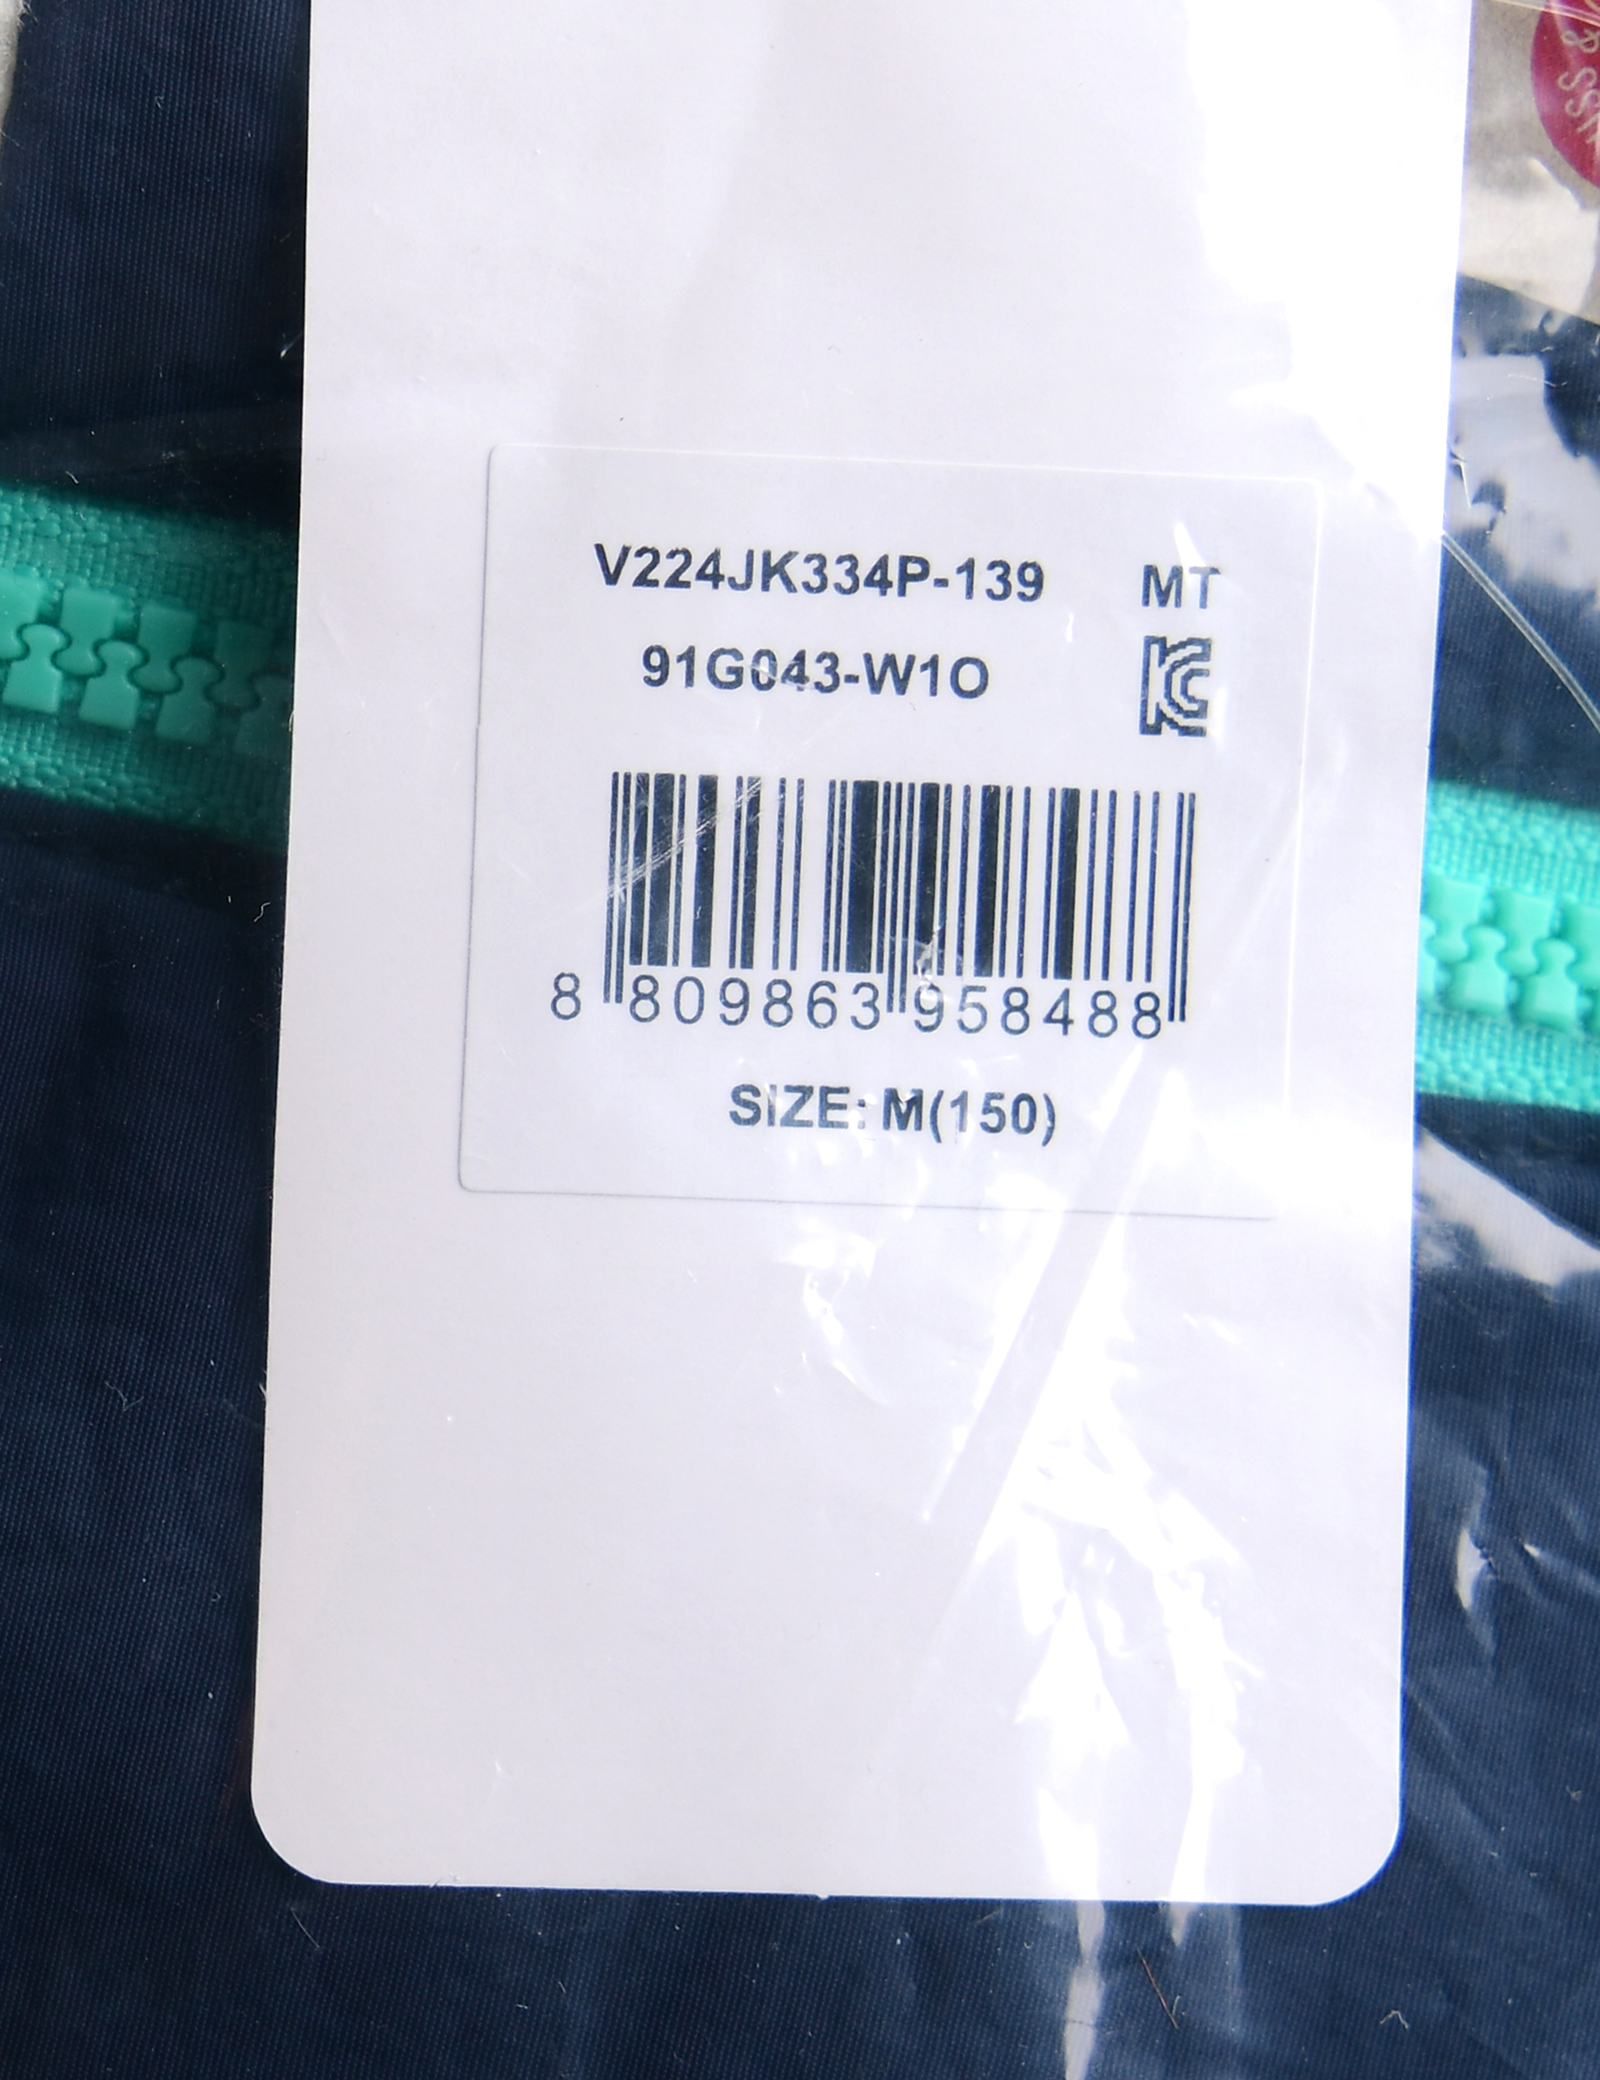 V224JK334P-139 MT
91G043-W1O
8 809863 958488
SIZE: M(150)